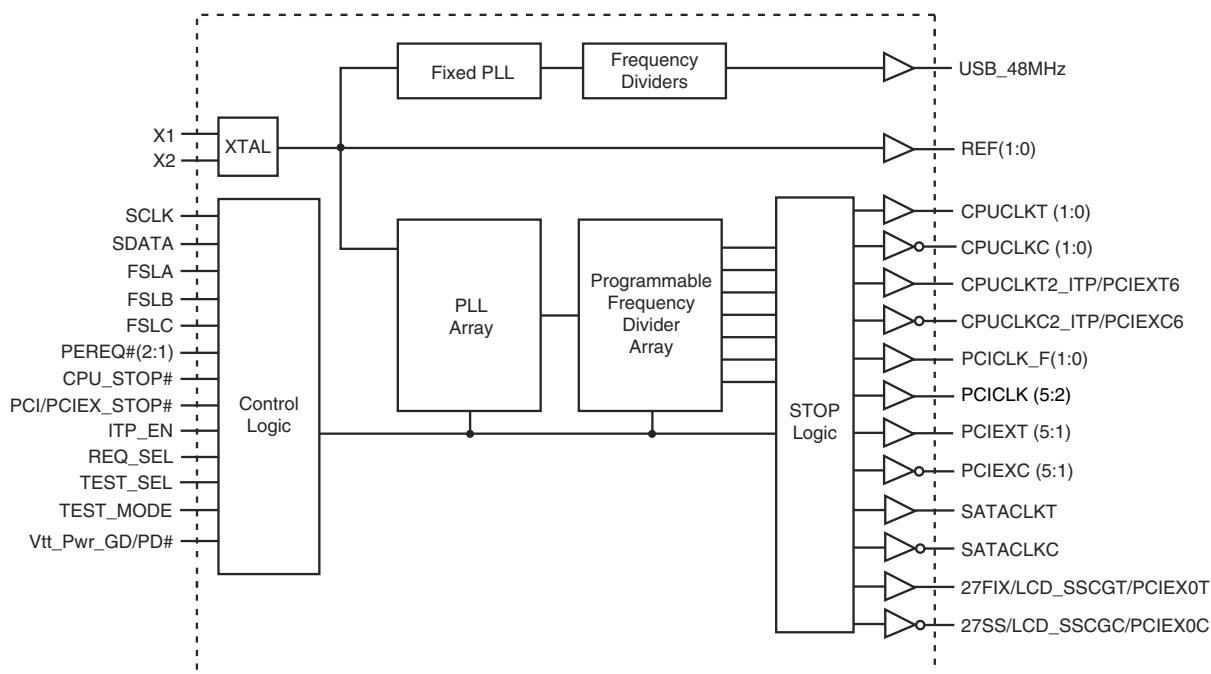 Fixed PLL
Frequency
Dividers
USB_48MHz
X1
X2
XTAL
REF(1:0)
SCLK
SDATA
FSLA
FSLB
FSLC
PEREQ#(2:1)
CPU_STOP#
PCI/PCIEX_STOP#
ITP_EN
REQ_SEL
TEST_SEL
TEST_MODE
Vtt_Pwr_GD/PD#
Control
Logic
PLL
Array
Programmable
Frequency
Divider
Array
STOP
Logic
CPUCLKT (1:0)
CPUCLKC (1:0)
CPUCLKT2_ITP/PCIEXT6
CPUCLKC2_ITP/PCIEXC6
PCICLK_F(1:0)
PCICLK (5:2)
PCIEXT (5:1)
PCIEXC (5:1)
SATACLKT
SATACLKC
27FIX/LCD_SSCGT/PCIEX0T
27SS/LCD_SSCGC/PCIEX0C